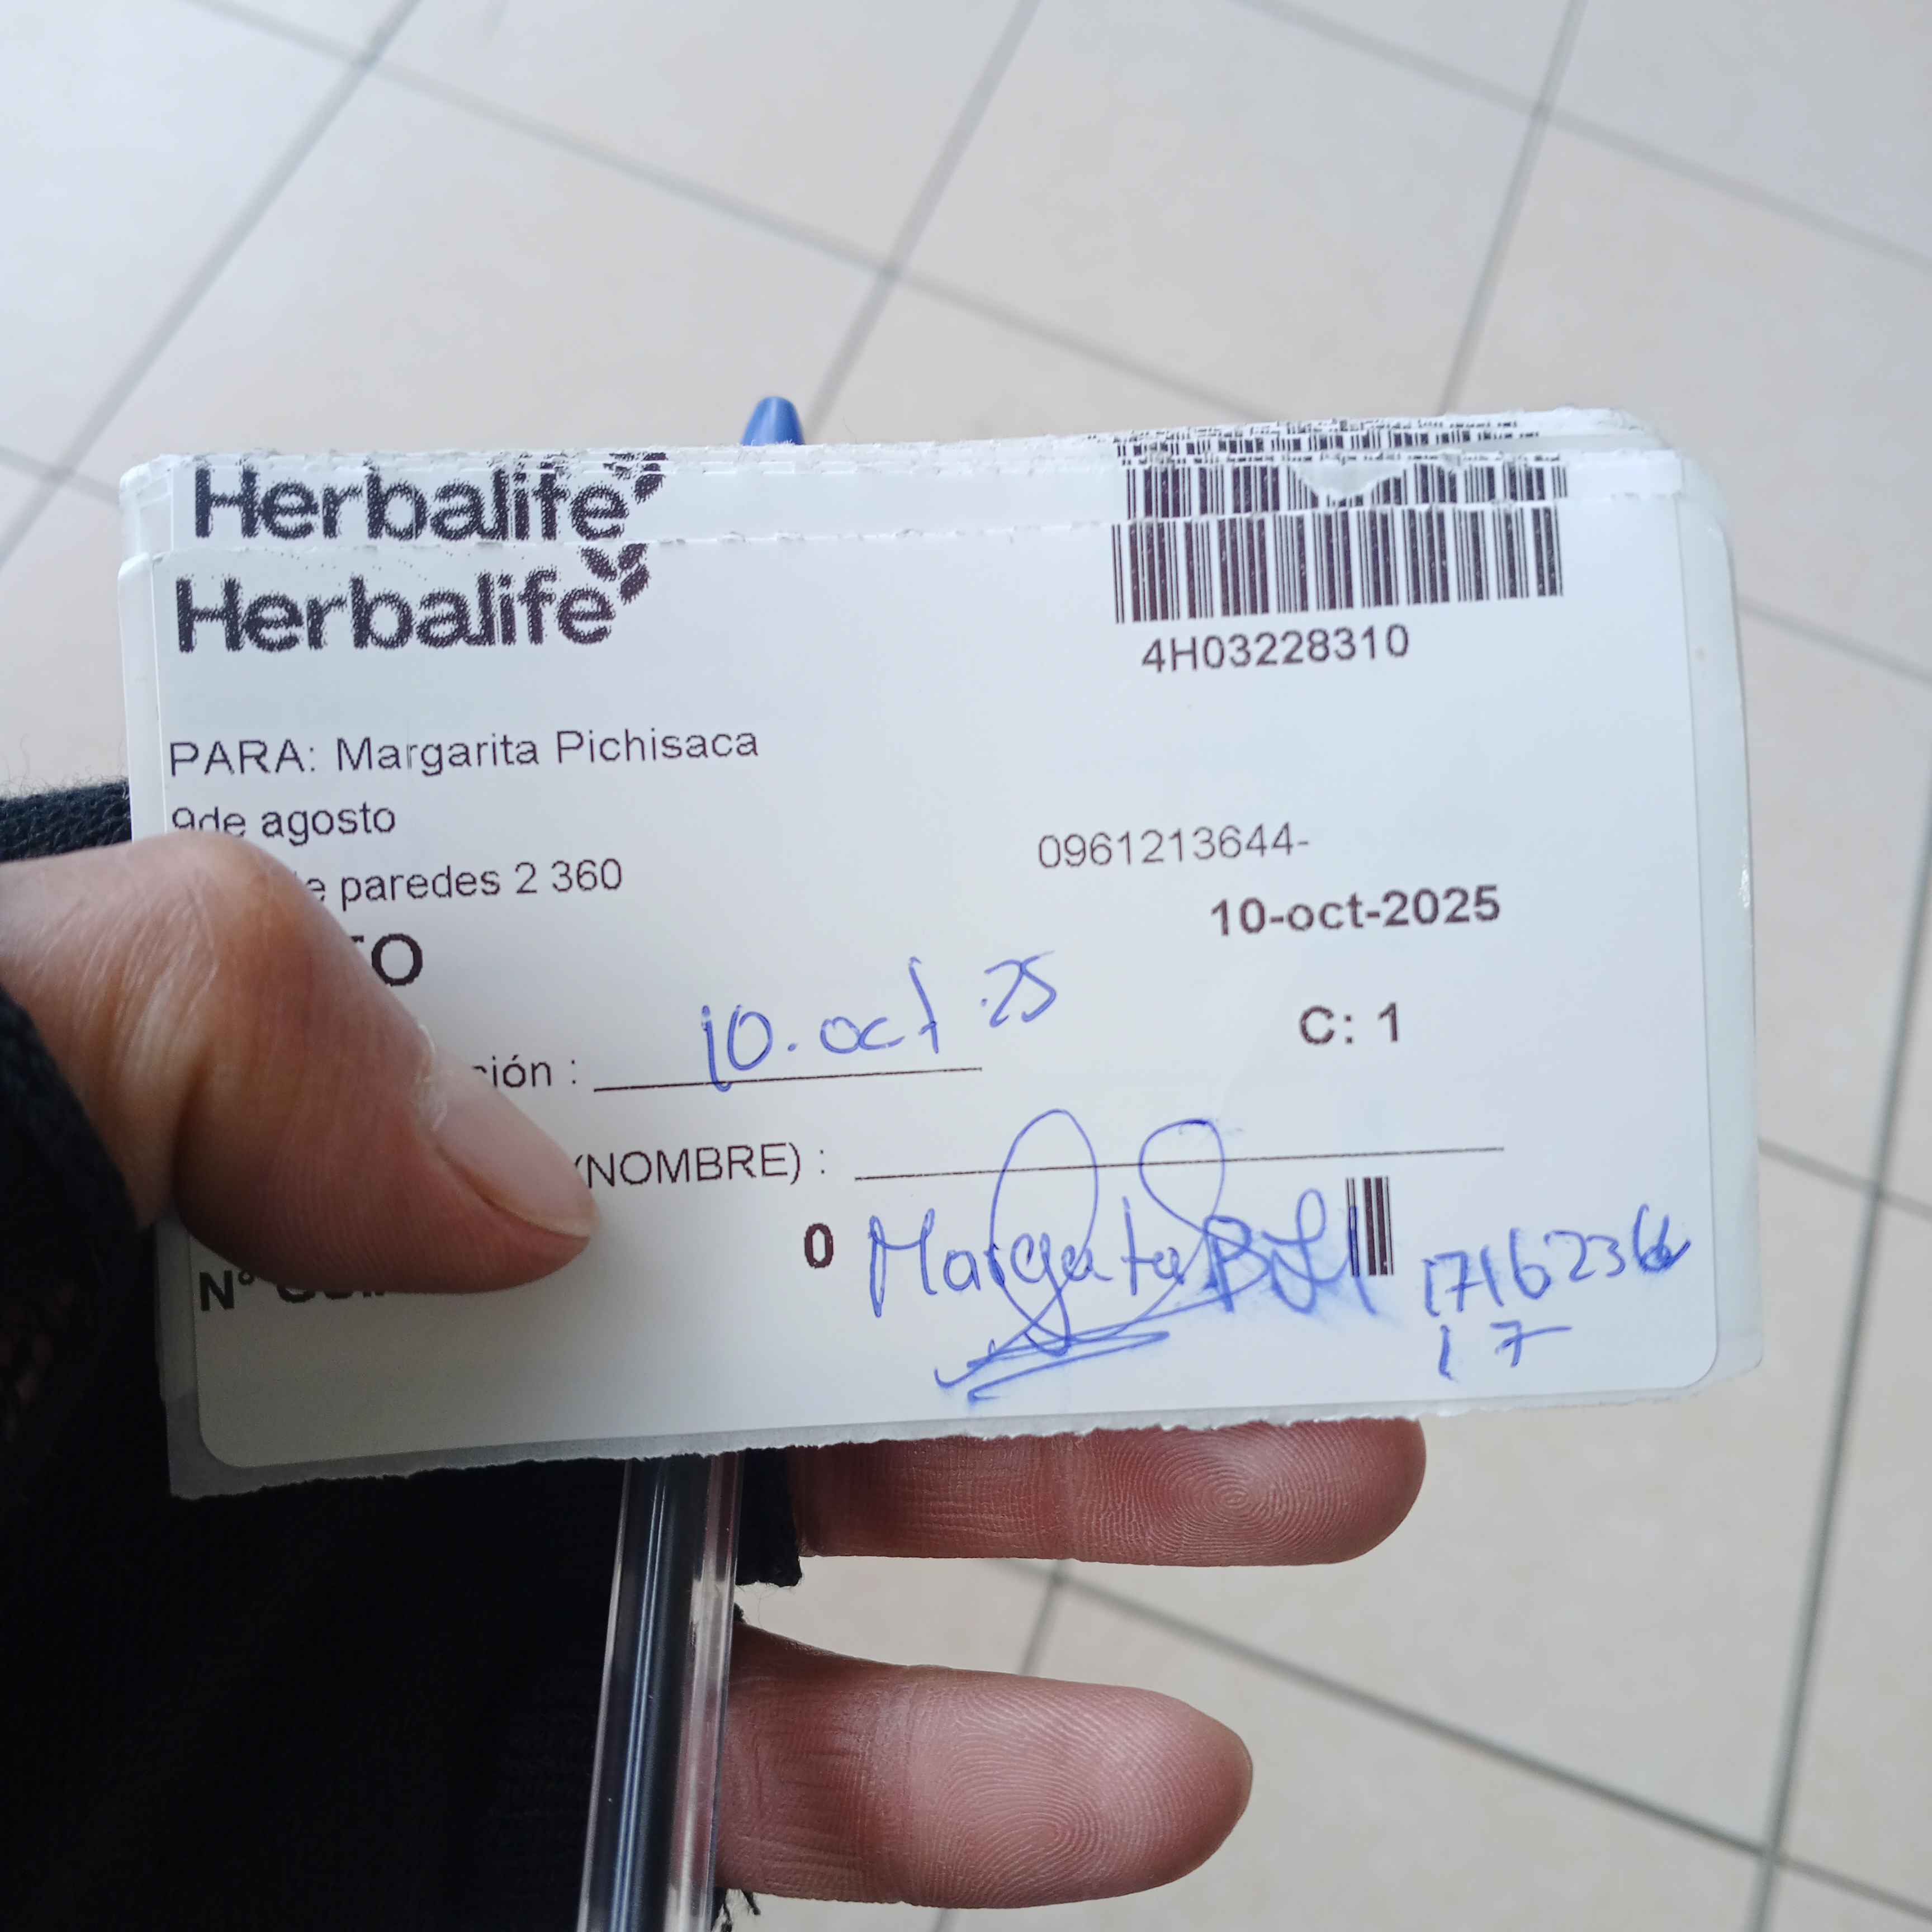 Herbalife
Herbalife
4H03228310
PARA: Margarita Pichisaca
9de agosto
0961213644-
paredes 2 360
10-oct-2025
10.oct.25
C: 1
(NOMBRE) :
0 Margarita
N°